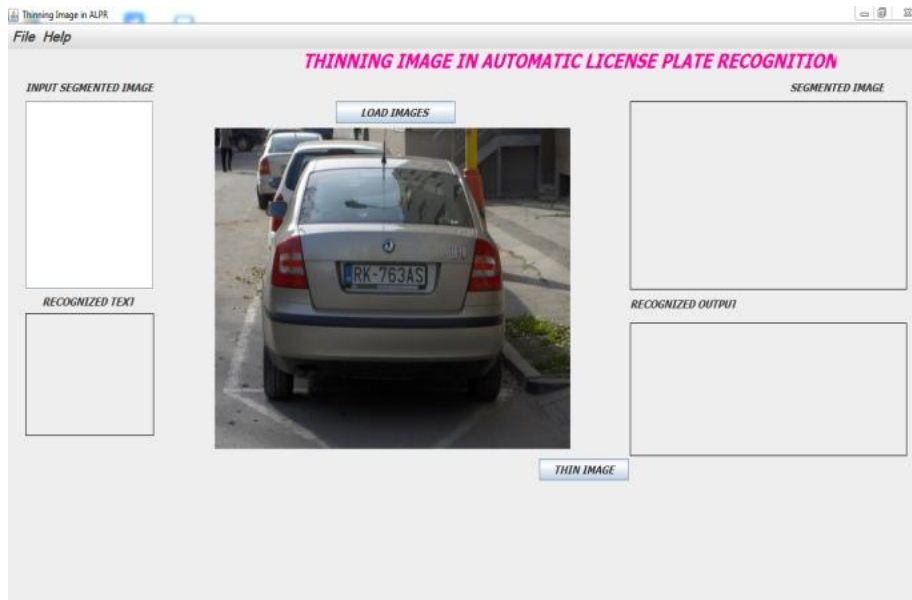 Thinning Image in ALPR
File Help
THINNING IMAGE IN AUTOMATIC LICENSE PLATE RECOGNITION
INPUT SEGMENTED IMAGE
SEGMENTED IMAGE
LOAD IMAGES
RK-763AS
RECOGNIZED TEXT
RECOGNIZED OUTPUT
THIN IMAGE